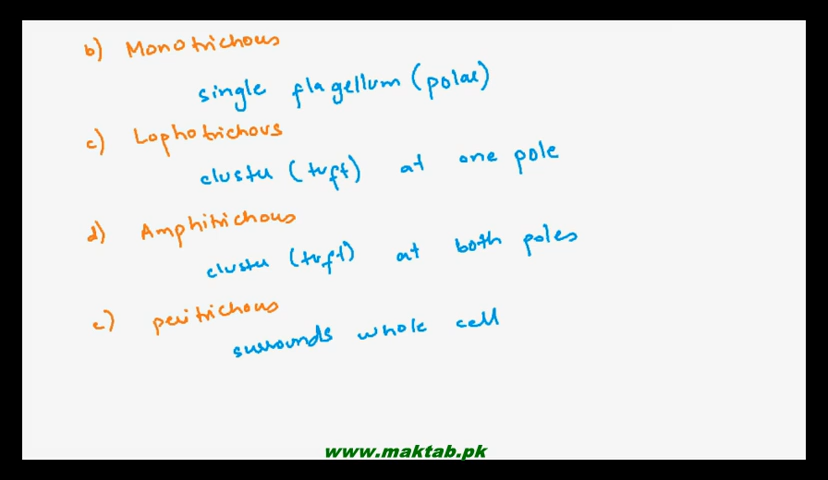 b) Monotrichous
single flagellum (polar)
c) Lophotrichous
cluster (tuft) at one pole
d) Amphitrichous
cluster (tuft) at both poles
e) peritrichous
surrounds whole cell
www.maktab.pk